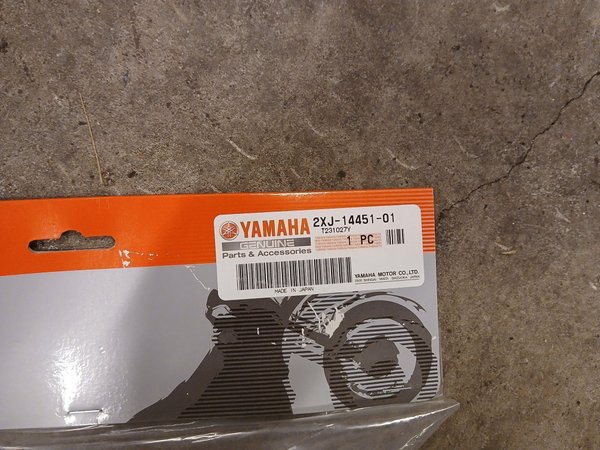 YAMAHA 2XJ-14451-01
T231027Y
GENUINE
1 PC
Parts & Accessories
YAMAHA MOTOR CO.,LTD.
MADE IN JAPAN